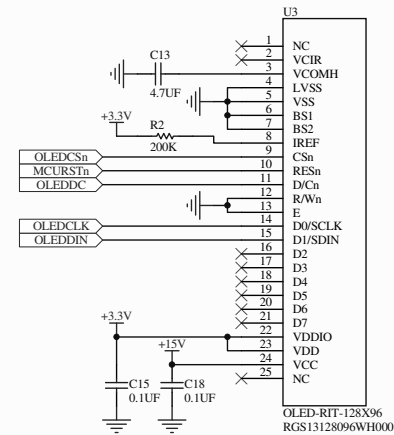 U3
1 NC
2 VCIR
C13
3 VCOMH
4.7UF
4 LVSS
5 VSS
6 BS1
7 BS2
+3.3V
R2
8 IREF
200K
OLEDCSn 9 CSn
MCURSTn 10 RESn
OLEDDC 11 D/Cn
12 R/Wn
13 E
OLEDCLK 14 D0/SCLK
OLEDDIN 15 D1/SDIN
16 D2
17 D3
18 D4
19 D5
20 D6
21 D7
+3.3V
22 VDDIO
23 VDD
+15V
24 VCC
25 NC
C15 C18
0.1UF 0.1UF
OLED-RIT-128X96
RGS13128096WH000